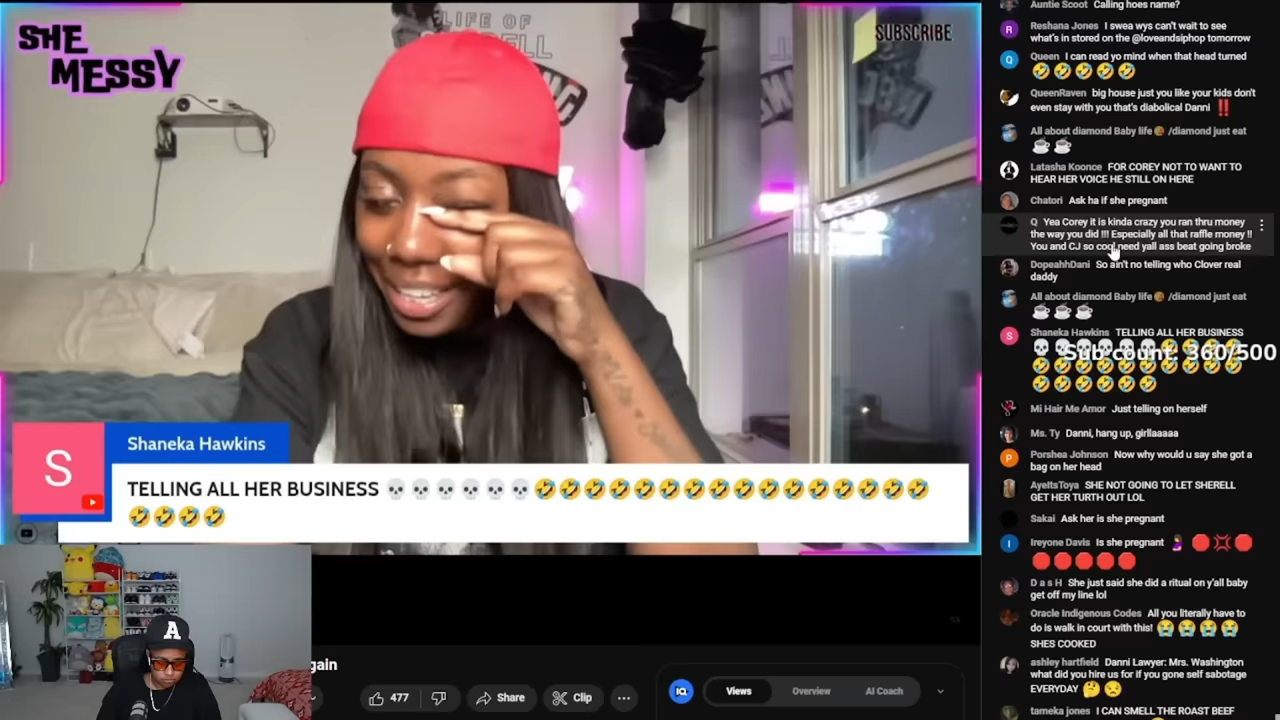 SHE
MESSY
LIFE OF
SUBSCRIBE
Shaneka Hawkins
S
TELLING ALL HER BUSINESS 💀💀💀💀💀💀🤣🤣🤣🤣🤣🤣🤣🤣🤣🤣🤣🤣🤣🤣🤣🤣
🤣🤣🤣🤣
A
gain
477
Share
Clip
IQ
Views
Overview
AI Coach
Auntie Scoot Calling hoes name?
R
Reshana Jones I swea wys can't wait to see
what's in stored on the @loveandsiphop tomorrow
Q
Queen I can read yo mind when that head turned
🤣🤣🤣🤣🤣
QueenRaven big house just you like your kids don't
even stay with you that's diabolical Danni ‼️
All about diamond Baby life /diamond just eat
☕☕
Latasha Koonce FOR COREY NOT TO WANT TO
HEAR HER VOICE HE STILL ON HERE
Chatori Ask ha if she pregnant
Q Yea Corey it is kinda crazy you ran thru money
the way you did !!! Especially all that raffle money !!
You and CJ so cool need yall ass beat going broke
DopeahhDani So ain't no telling who Clover real
daddy
All about diamond Baby life /diamond just eat
☕☕☕
S
Shaneka Hawkins TELLING ALL HER BUSINESS
Sub count: 360/500
Mi Hair Me Amor Just telling on herself
Ms. Ty Danni, hang up, girllaaaaa
P
Porshea Johnson Now why would u say she got a
bag on her head
AyeItsToya SHE NOT GOING TO LET SHERELL
GET HER TURTH OUT LOL
Sakai Ask her is she pregnant
I
Ireyone Davis Is she pregnant 🤰🛑💢🛑
🛑🛑🛑🛑🛑
D a s H She just said she did a ritual on y'all baby
get off my line lol
Oracle Indigenous Codes All you literally have to
do is walk in court with this! 😭😭😭😭
SHES COOKED
ashley hartfield Danni Lawyer: Mrs. Washington
what did you hire us for if you gone self sabotage
EVERYDAY 🤔😒
tameka jones I CAN SMELL THE ROAST BEEF